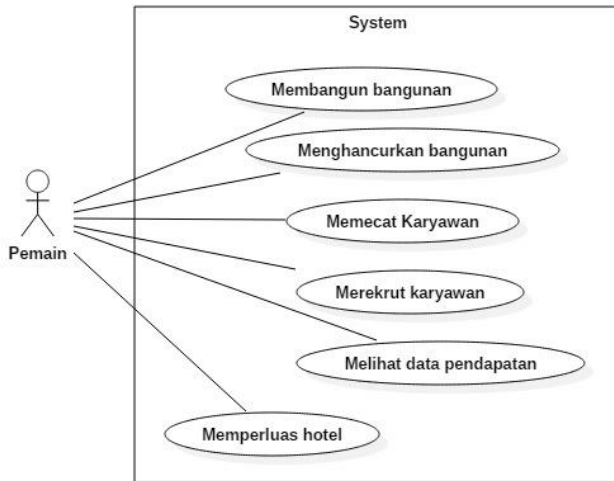 System
Membangun bangunan
Menghancurkan bangunan
Memecat Karyawan
Pemain
Merekrut karyawan
Melihat data pendapatan
Memperluas hotel